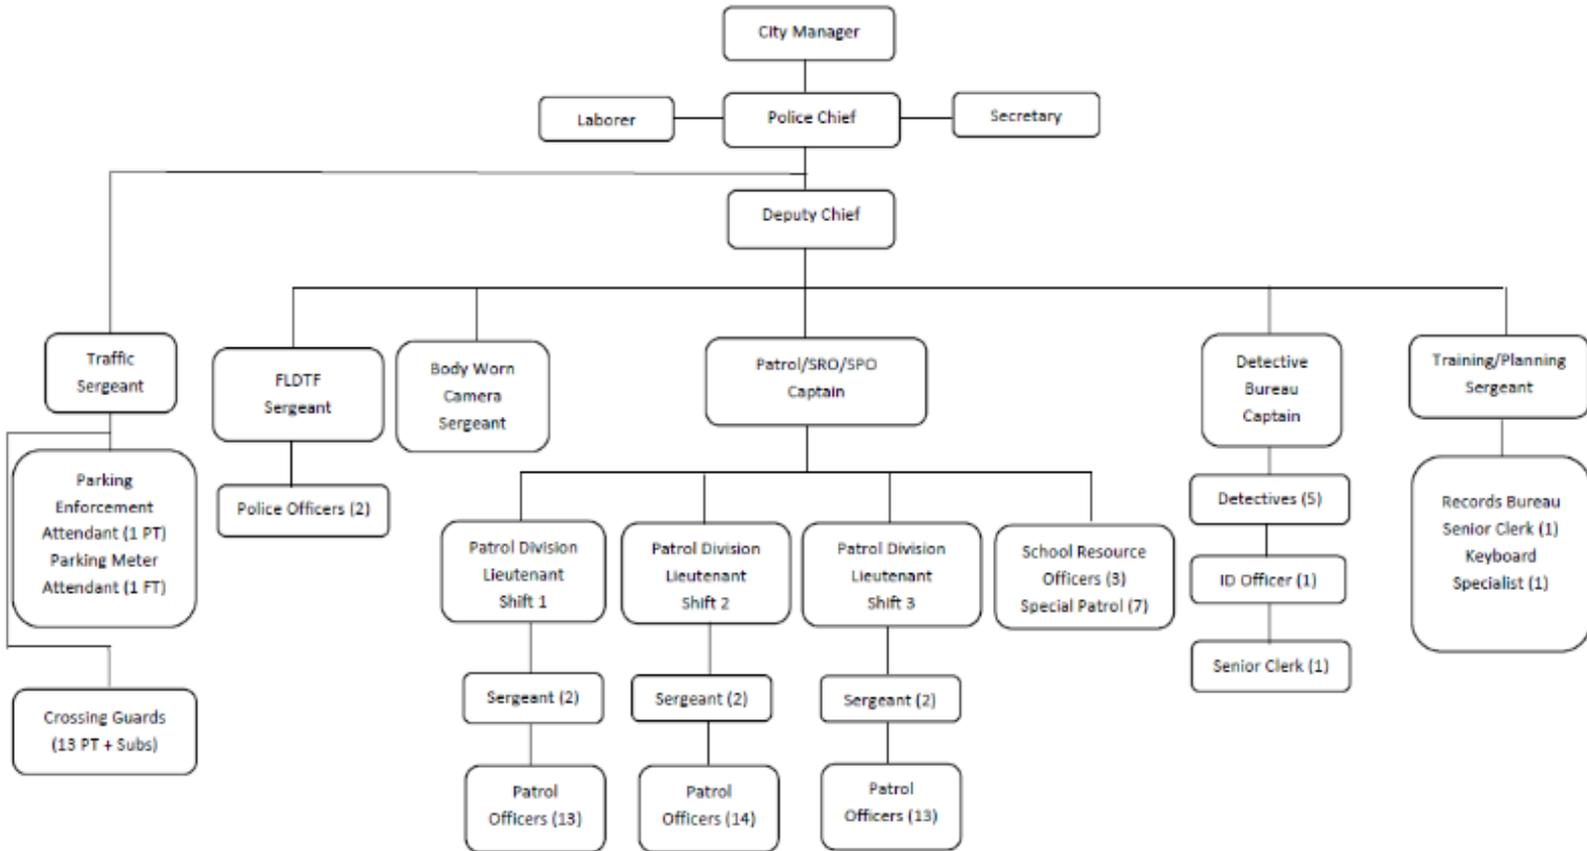 City Manager
Laborer
Police Chief
Secretary
Deputy Chief
Traffic
Sergeant
FLDTF
Sergeant
Body Worn
Camera
Sergeant
Patrol/SRO/SPO
Captain
Detective
Bureau
Captain
Training/Planning
Sergeant
Parking
Enforcement
Attendant (1 PT)
Parking Meter
Attendant (1 FT)
Police Officers (2)
Patrol Division
Lieutenant
Shift 1
Patrol Division
Lieutenant
Shift 2
Patrol Division
Lieutenant
Shift 3
School Resource
Officers (3)
Special Patrol (7)
Detectives (5)
ID Officer (1)
Senior Clerk (1)
Records Bureau
Senior Clerk (1)
Keyboard
Specialist (1)
Crossing Guards
(13 PT + Subs)
Sergeant (2)
Sergeant (2)
Sergeant (2)
Patrol
Officers (13)
Patrol
Officers (14)
Patrol
Officers (13)